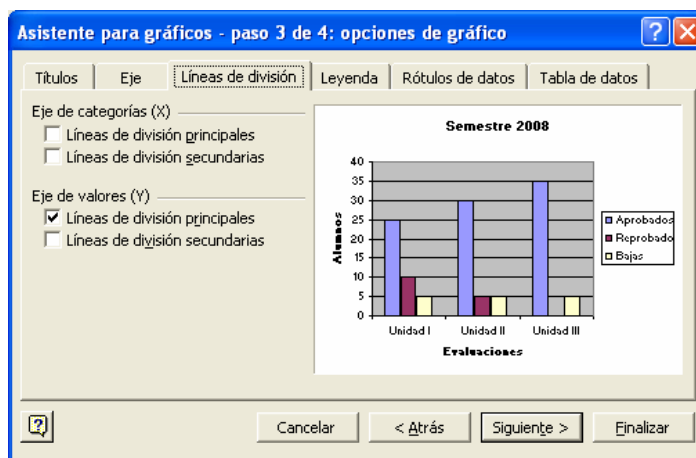 Asistente para gráficos - paso 3 de 4: opciones de gráfico
Títulos
Eje
Líneas de división
Leyenda
Rótulos de datos
Tabla de datos
Eje de categorías (X)
Líneas de división principales
Líneas de división secundarias
Eje de valores (Y)
Líneas de división principales
Líneas de división secundarias
Semestre 2008
Alumnos
40
35
30
25
20
15
10
5
0
Unidad I
Unidad II
Unidad III
Evaluaciones
Aprobados
Reprobado
Bajas
Cancelar
< Atrás
Siguiente >
Finalizar